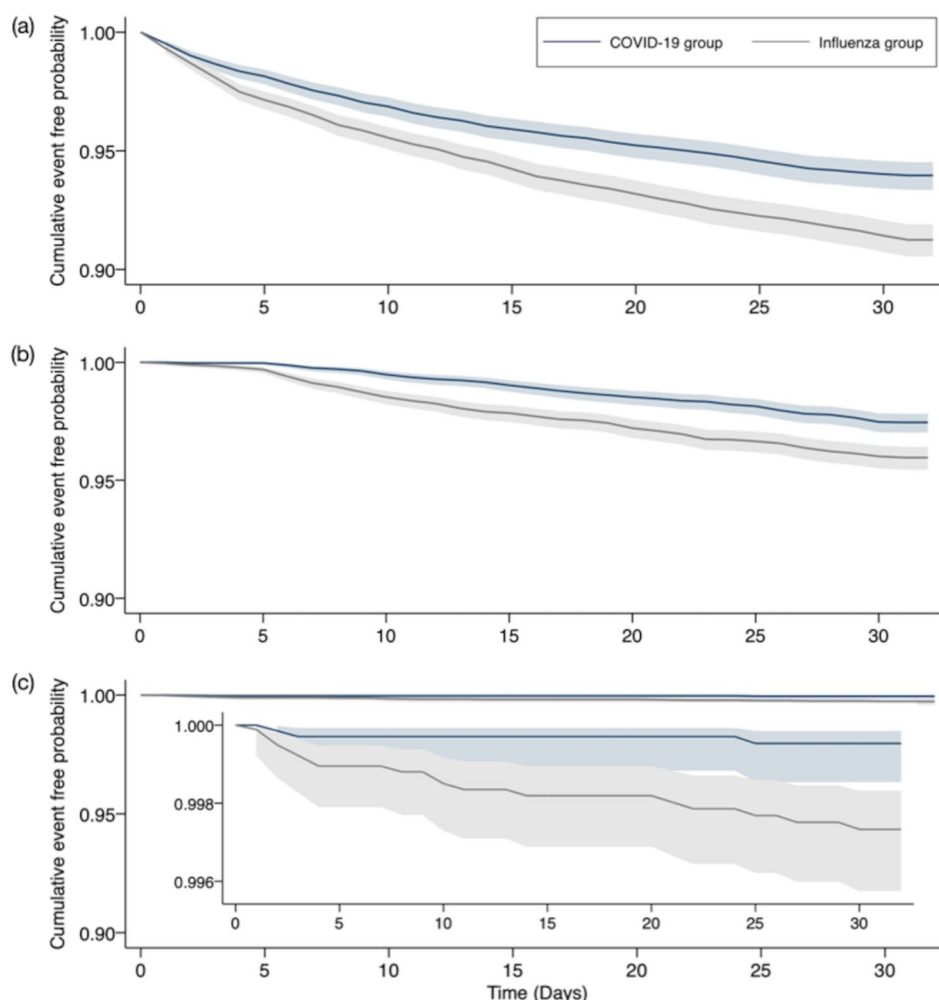 (a)
COVID-19 group
Influenza group
Cumulative event free probability
1.00
0.95
0.90
0 5 10 15 20 25 30
(b)
Cumulative event free probability
1.00
0.95
0.90
0 5 10 15 20 25 30
(c)
Cumulative event free probability
1.00
0.95
0.90
1.000
0.998
0.996
0 5 10 15 20 25 30
0 5 10 15 20 25 30
Time (Days)